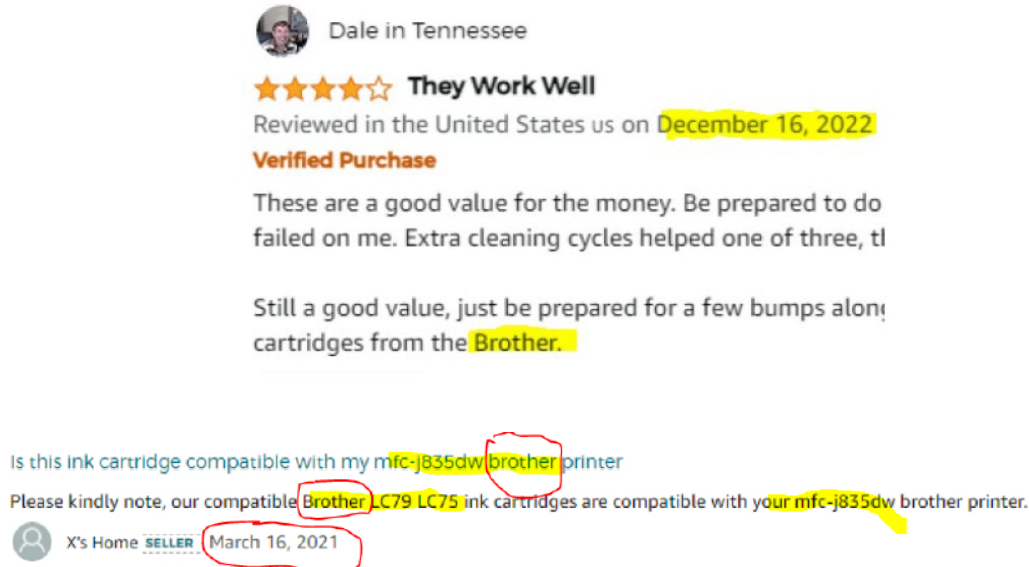 Dale in Tennessee
They Work Well
Reviewed in the United States us on December 16, 2022
Verified Purchase
These are a good value for the money. Be prepared to do
failed on me. Extra cleaning cycles helped one of three,
Still a good value, just be prepared for a few bumps
cartridges from the Brother.
Is this ink cartridge compatible with my mfc-j835dw brother printer
Please kindly note, our compatible Brother LC79 LC75 ink cartridges are compatible with your mfc-j835dw brother printer.
X's Home SELLER March 16, 2021